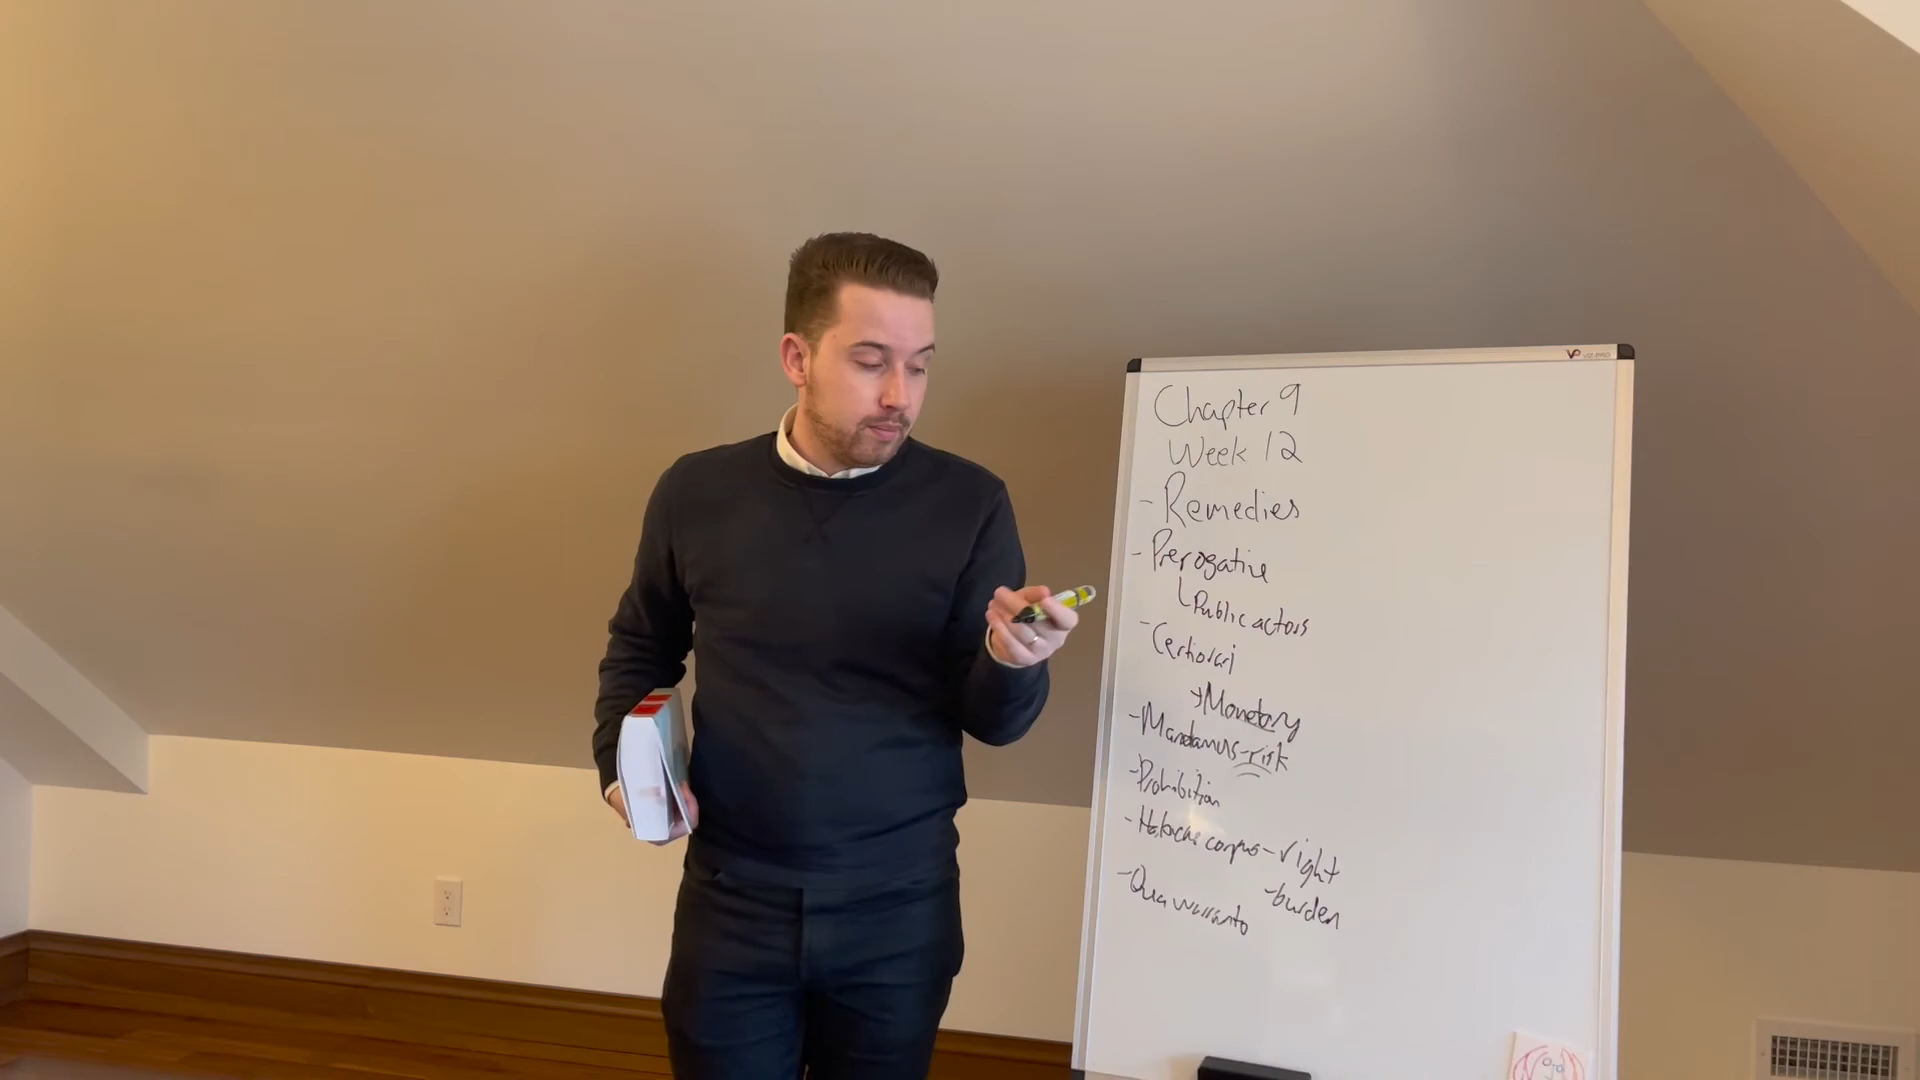 Chapter 9
Week 12
- Remedies
- Prerogative
Public actors
- Certiorari
→ Monetary
- Mandamus - risk
- Prohibition
- Habeas corpus - right
- burden
- Quo warranto